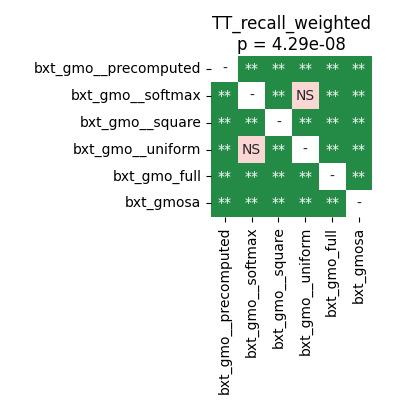 TT_recall_weighted
p = 4.29e-08
bxt_gmo__precomputed - ** ** ** ** **
bxt_gmo__softmax ** - ** NS ** **
bxt_gmo__square ** ** - ** ** **
bxt_gmo__uniform ** NS ** - ** **
bxt_gmo_full ** ** ** ** - **
bxt_gmosa ** ** ** ** ** -
bxt_gmo__precomputed
bxt_gmo__softmax
bxt_gmo__square
bxt_gmo__uniform
bxt_gmo_full
bxt_gmosa